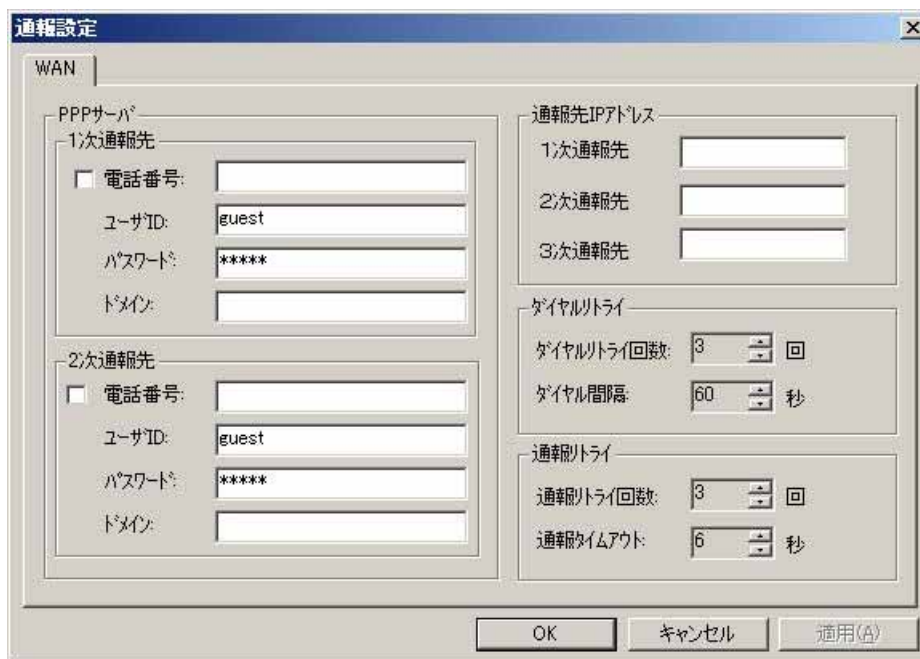 通報設定
WAN
PPPサーバ
1次通報先
電話番号:
ユーザID: guest
パスワード: *****
ドメイン:
2次通報先
電話番号:
ユーザID: guest
パスワード: *****
ドメイン:
通報先IPアドレス
1次通報先
2次通報先
3次通報先
ダイヤルリトライ
ダイヤルリトライ回数: 3 回
ダイヤル間隔: 60 秒
通報リトライ
通報リトライ回数: 3 回
通報タイムアウト: 6 秒
OK キャンセル 適用(A)